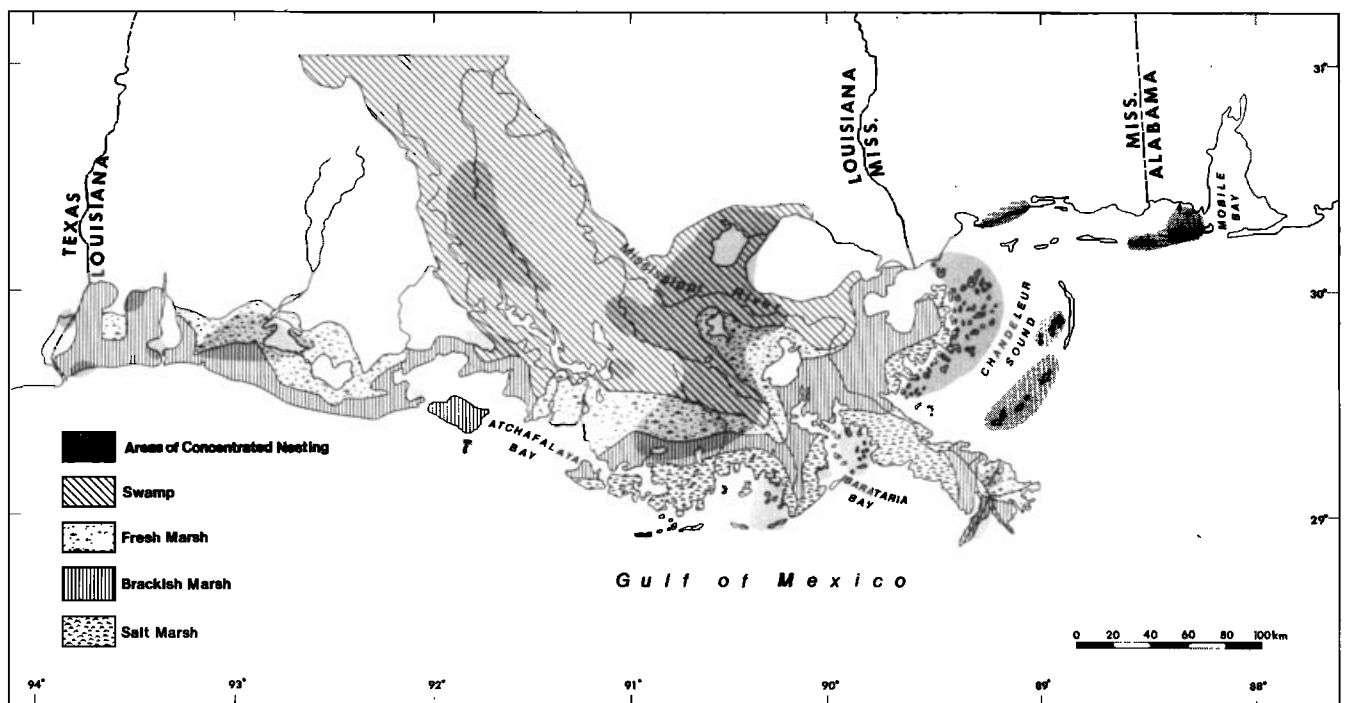 TEXAS
LOUISIANA
LOUISIANA
MISS.
MISS.
ALABAMA
MOBILE
BAY
31°
30°
29°
Mississippi River
CHANDELEUR
SOUND
ATCHAFALAYA
BAY
BARATARIA
BAY
Gulf of Mexico
Areas of Concentrated Nesting
Swamp
Fresh Marsh
Brackish Marsh
Salt Marsh
0 20 40 60 80 100km
94° 93° 92° 91° 90° 89° 88°